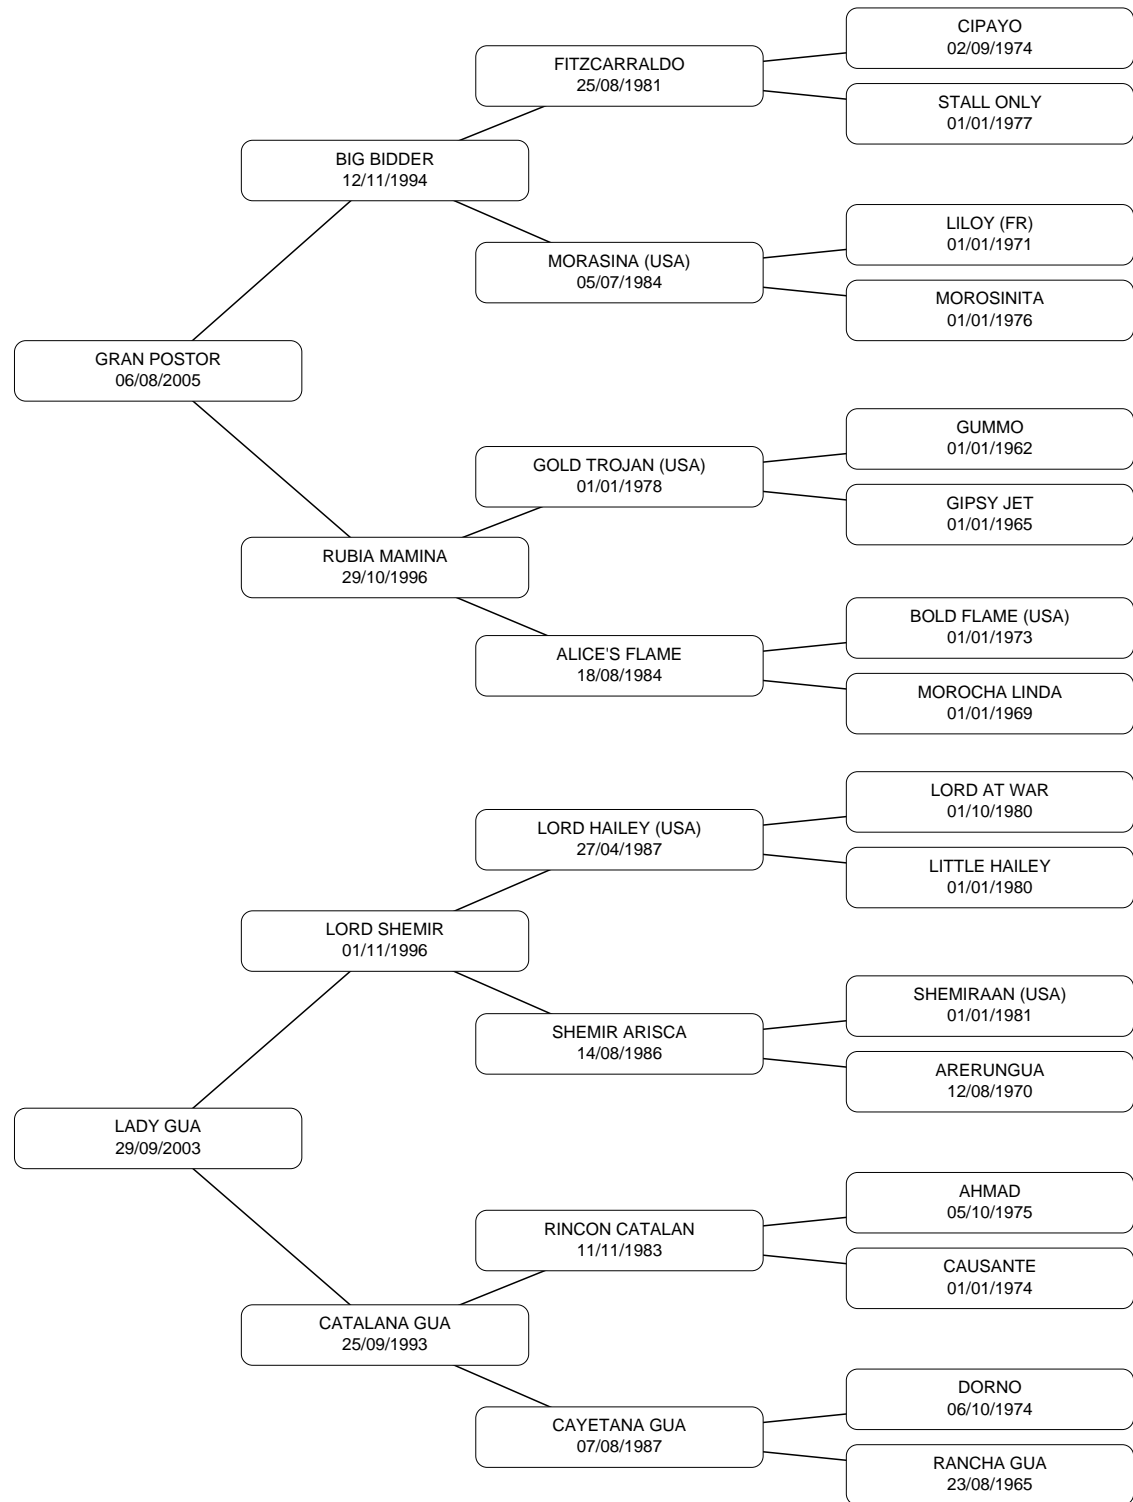 CIPAYO
02/09/1974
FITZCARRALDO
25/08/1981
STALL ONLY
01/01/1977
BIG BIDDER
12/11/1994
LILOY (FR)
01/01/1971
MORASINA (USA)
05/07/1984
MOROSINITA
01/01/1976
GRAN POSTOR
06/08/2005
GUMMO
01/01/1962
GOLD TROJAN (USA)
01/01/1978
GIPSY JET
01/01/1965
RUBIA MAMINA
29/10/1996
BOLD FLAME (USA)
01/01/1973
ALICE'S FLAME
18/08/1984
MOROCHA LINDA
01/01/1969
LORD AT WAR
01/10/1980
LORD HAILEY (USA)
27/04/1987
LITTLE HAILEY
01/01/1980
LORD SHEMIR
01/11/1996
SHEMIRAAN (USA)
01/01/1981
SHEMIR ARISCA
14/08/1986
ARERUNGUA
12/08/1970
LADY GUA
29/09/2003
AHMAD
05/10/1975
RINCON CATALAN
11/11/1983
CAUSANTE
01/01/1974
CATALANA GUA
25/09/1993
DORNO
06/10/1974
CAYETANA GUA
07/08/1987
RANCHA GUA
23/08/1965